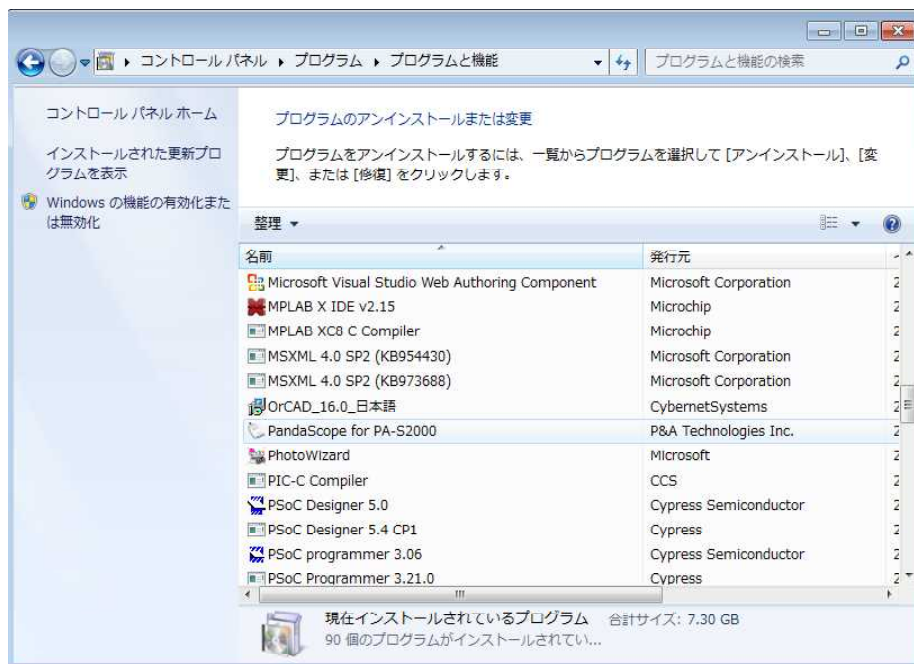 コントロール パネル ▸ プログラム ▸ プログラムと機能
プログラムと機能の検索
コントロール パネル ホーム
インストールされた更新プロ
グラムを表示
Windows の機能の有効化また
は無効化
プログラムのアンインストールまたは変更
プログラムをアンインストールするには、一覧からプログラムを選択して [アンインストール]、[変
更]、または [修復] をクリックします。
整理
名前 発行元
Microsoft Visual Studio Web Authoring Component Microsoft Corporation 2
MPLAB X IDE v2.15 Microchip 2
MPLAB XC8 C Compiler Microchip 2
MSXML 4.0 SP2 (KB954430) Microsoft Corporation 2
MSXML 4.0 SP2 (KB973688) Microsoft Corporation 2
OrCAD_16.0_日本語 CybernetSystems 2
PandaScope for PA-S2000 P&A Technologies Inc. 2
PhotoWizard Microsoft 2
PIC-C Compiler CCS 2
PSoC Designer 5.0 Cypress Semiconductor 2
PSoC Designer 5.4 CP1 Cypress 2
PSoC programmer 3.06 Cypress Semiconductor 2
PSoC Programmer 3.21.0 Cypress 2
現在インストールされているプログラム 合計サイズ: 7.30 GB
90 個のプログラムがインストールされてい...